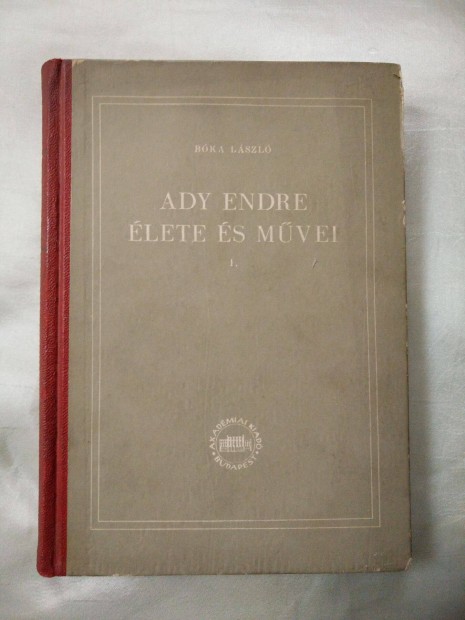 BÓKA LÁSZLÓ
ADY ENDRE
ÉLETE ÉS MŰVEI
I.
AKADÉMIAI KIADÓ
• BUDAPEST •